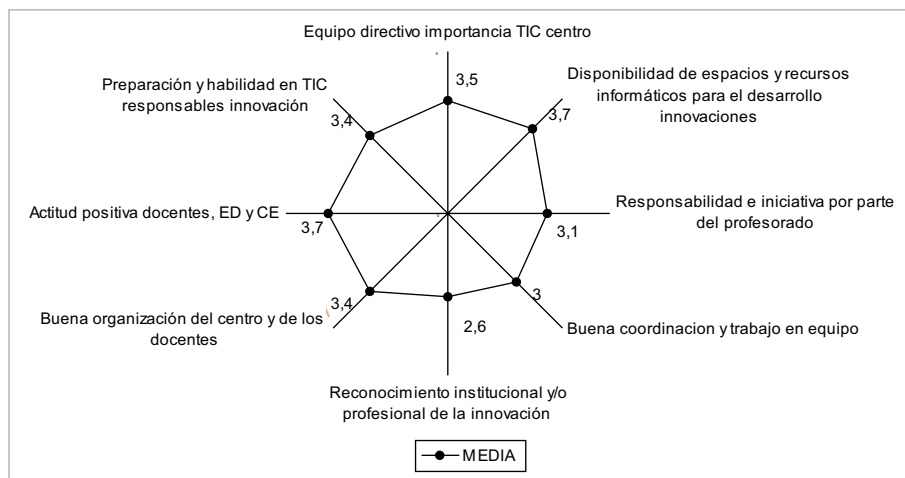 Equipo directivo importancia TIC centro
3,5
Disponibilidad de espacios y recursos
informáticos para el desarrollo
innovaciones
3,7
Responsabilidad e iniciativa por parte
del profesorado
3,1
Buena coordinacion y trabajo en equipo
3
Reconocimiento institucional y/o
profesional de la innovación
2,6
Buena organización del centro y de los
docentes
3,4
Actitud positiva docentes, ED y CE
3,7
Preparación y habilidad en TIC
responsables innovación
3,4
MEDIA